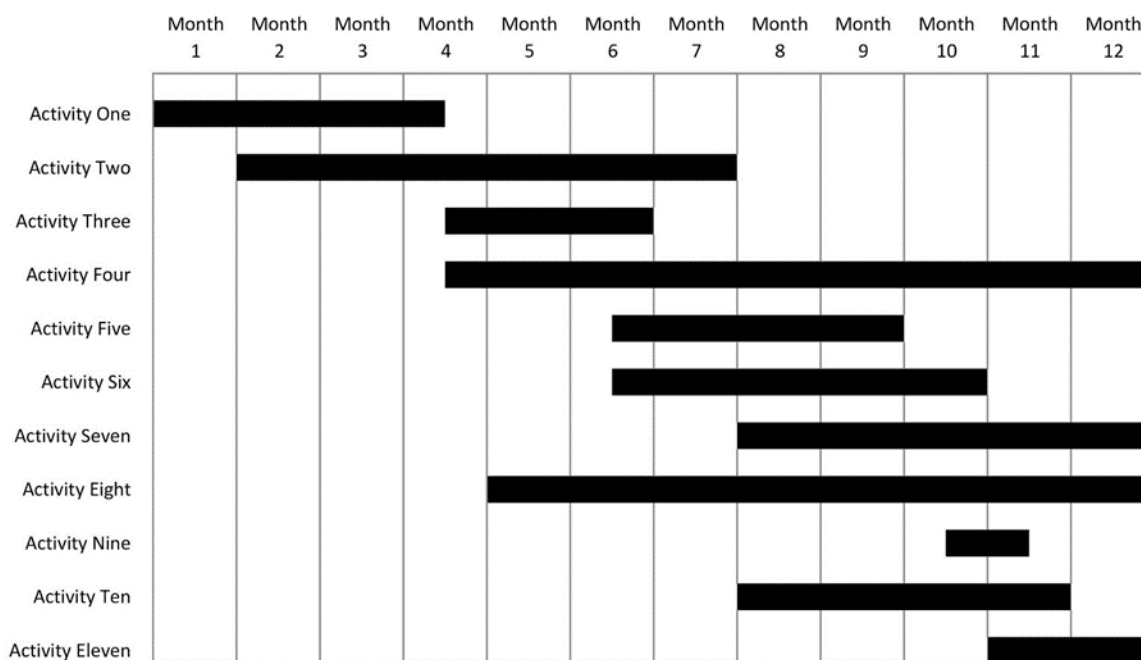 Month Month Month Month Month Month Month Month Month Month Month Month
1 2 3 4 5 6 7 8 9 10 11 12
Activity One
Activity Two
Activity Three
Activity Four
Activity Five
Activity Six
Activity Seven
Activity Eight
Activity Nine
Activity Ten
Activity Eleven